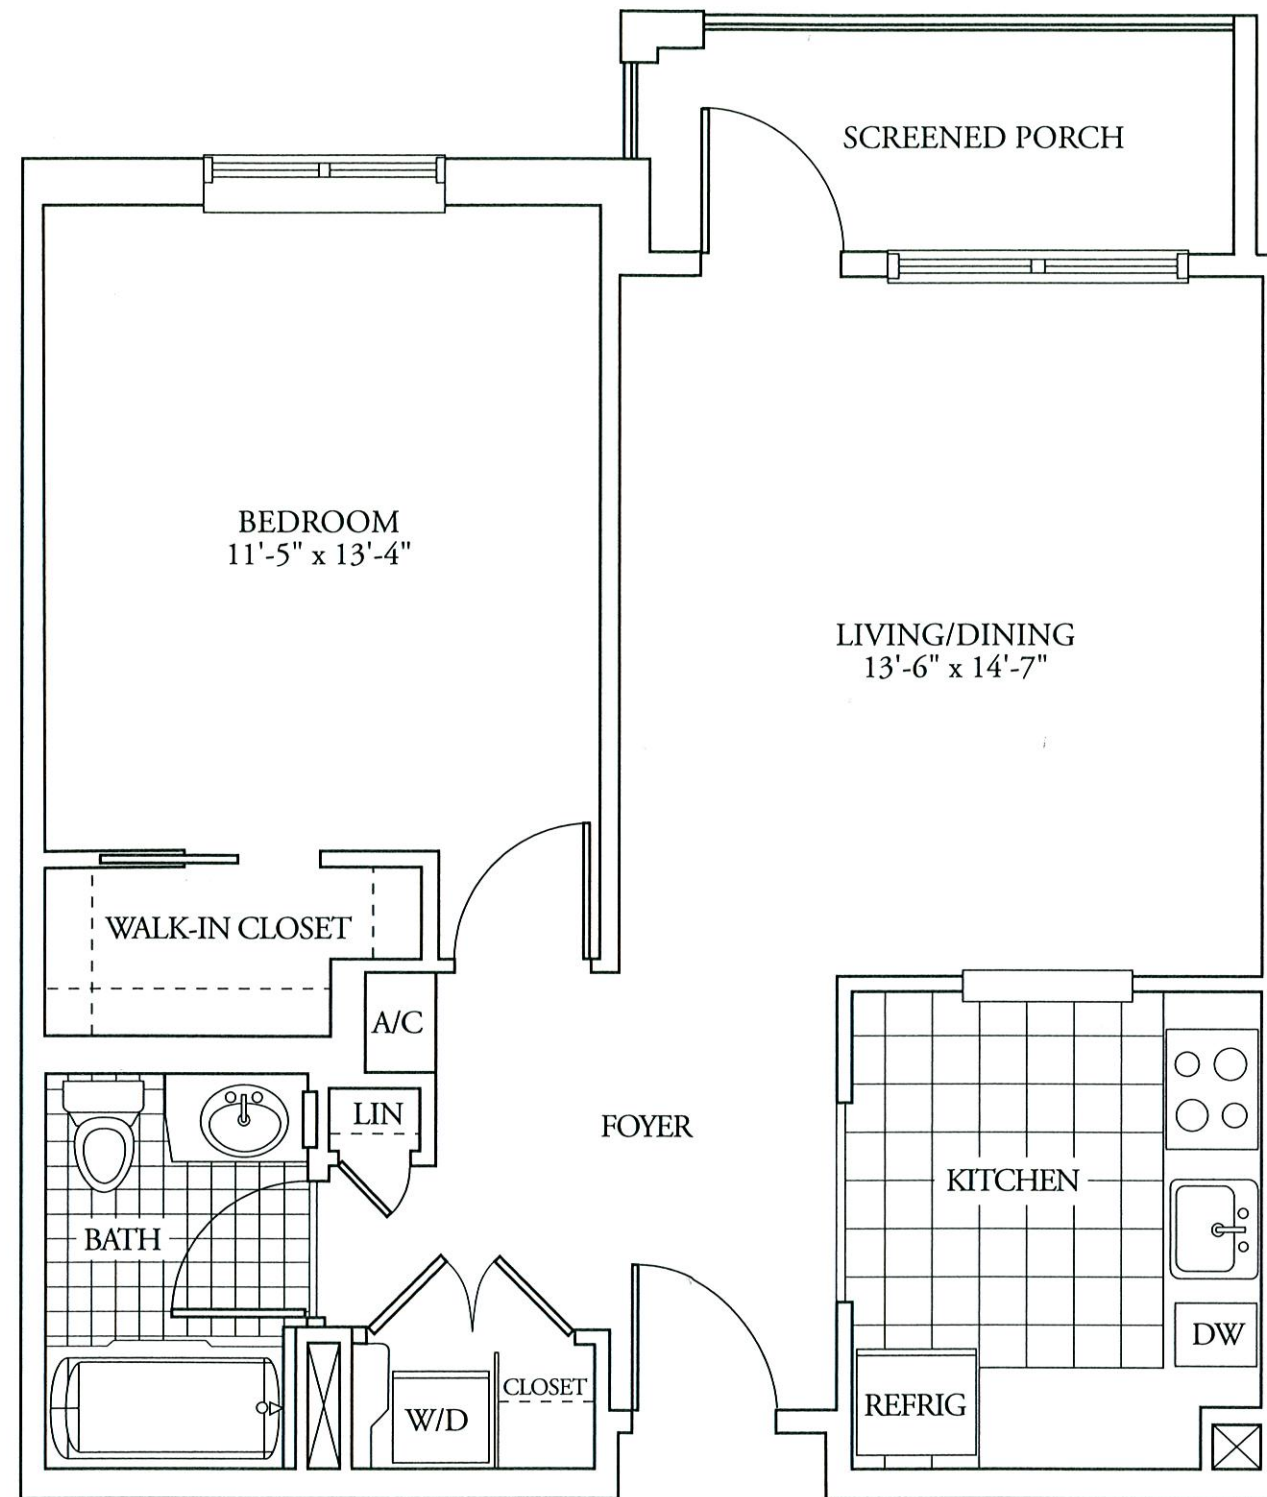 SCREENED PORCH
BEDROOM
11'-5" x 13'-4"
LIVING/DINING
13'-6" x 14'-7"
WALK-IN CLOSET
A/C
LIN
FOYER
KITCHEN
BATH
DW
CLOSET
REFRIG
W/D